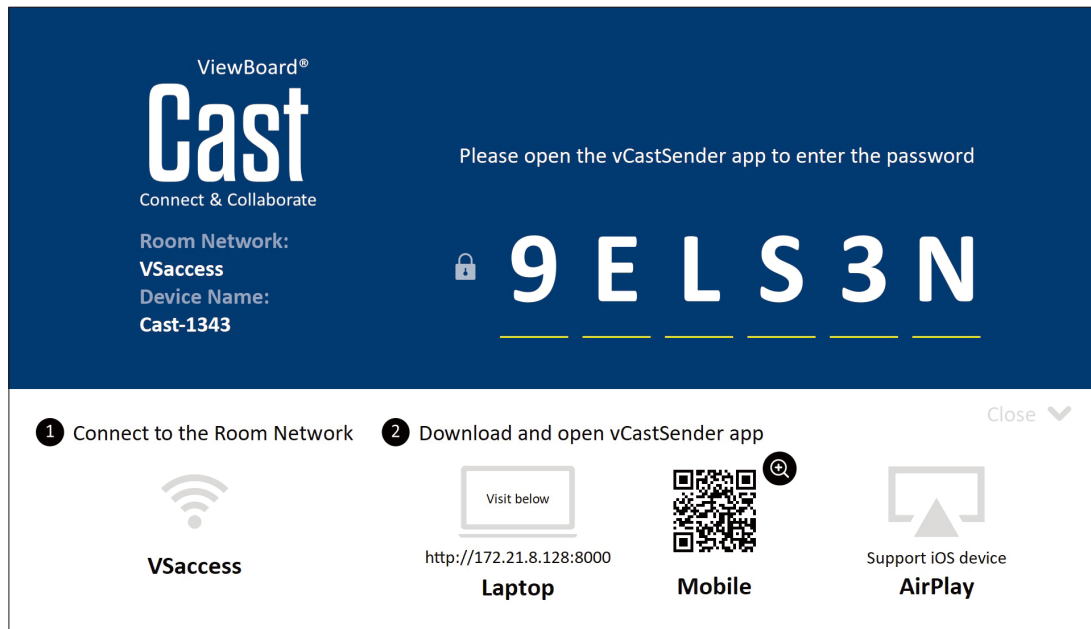 ViewBoard®
Cast
Connect & Collaborate
Room Network:
VSaccess
Device Name:
Cast-1343
Please open the vCastSender app to enter the password
9 E L S 3 N
Close
1 Connect to the Room Network
VSaccess
2 Download and open vCastSender app
Visit below
http://172.21.8.128:8000
Laptop
Mobile
Support iOS device
AirPlay